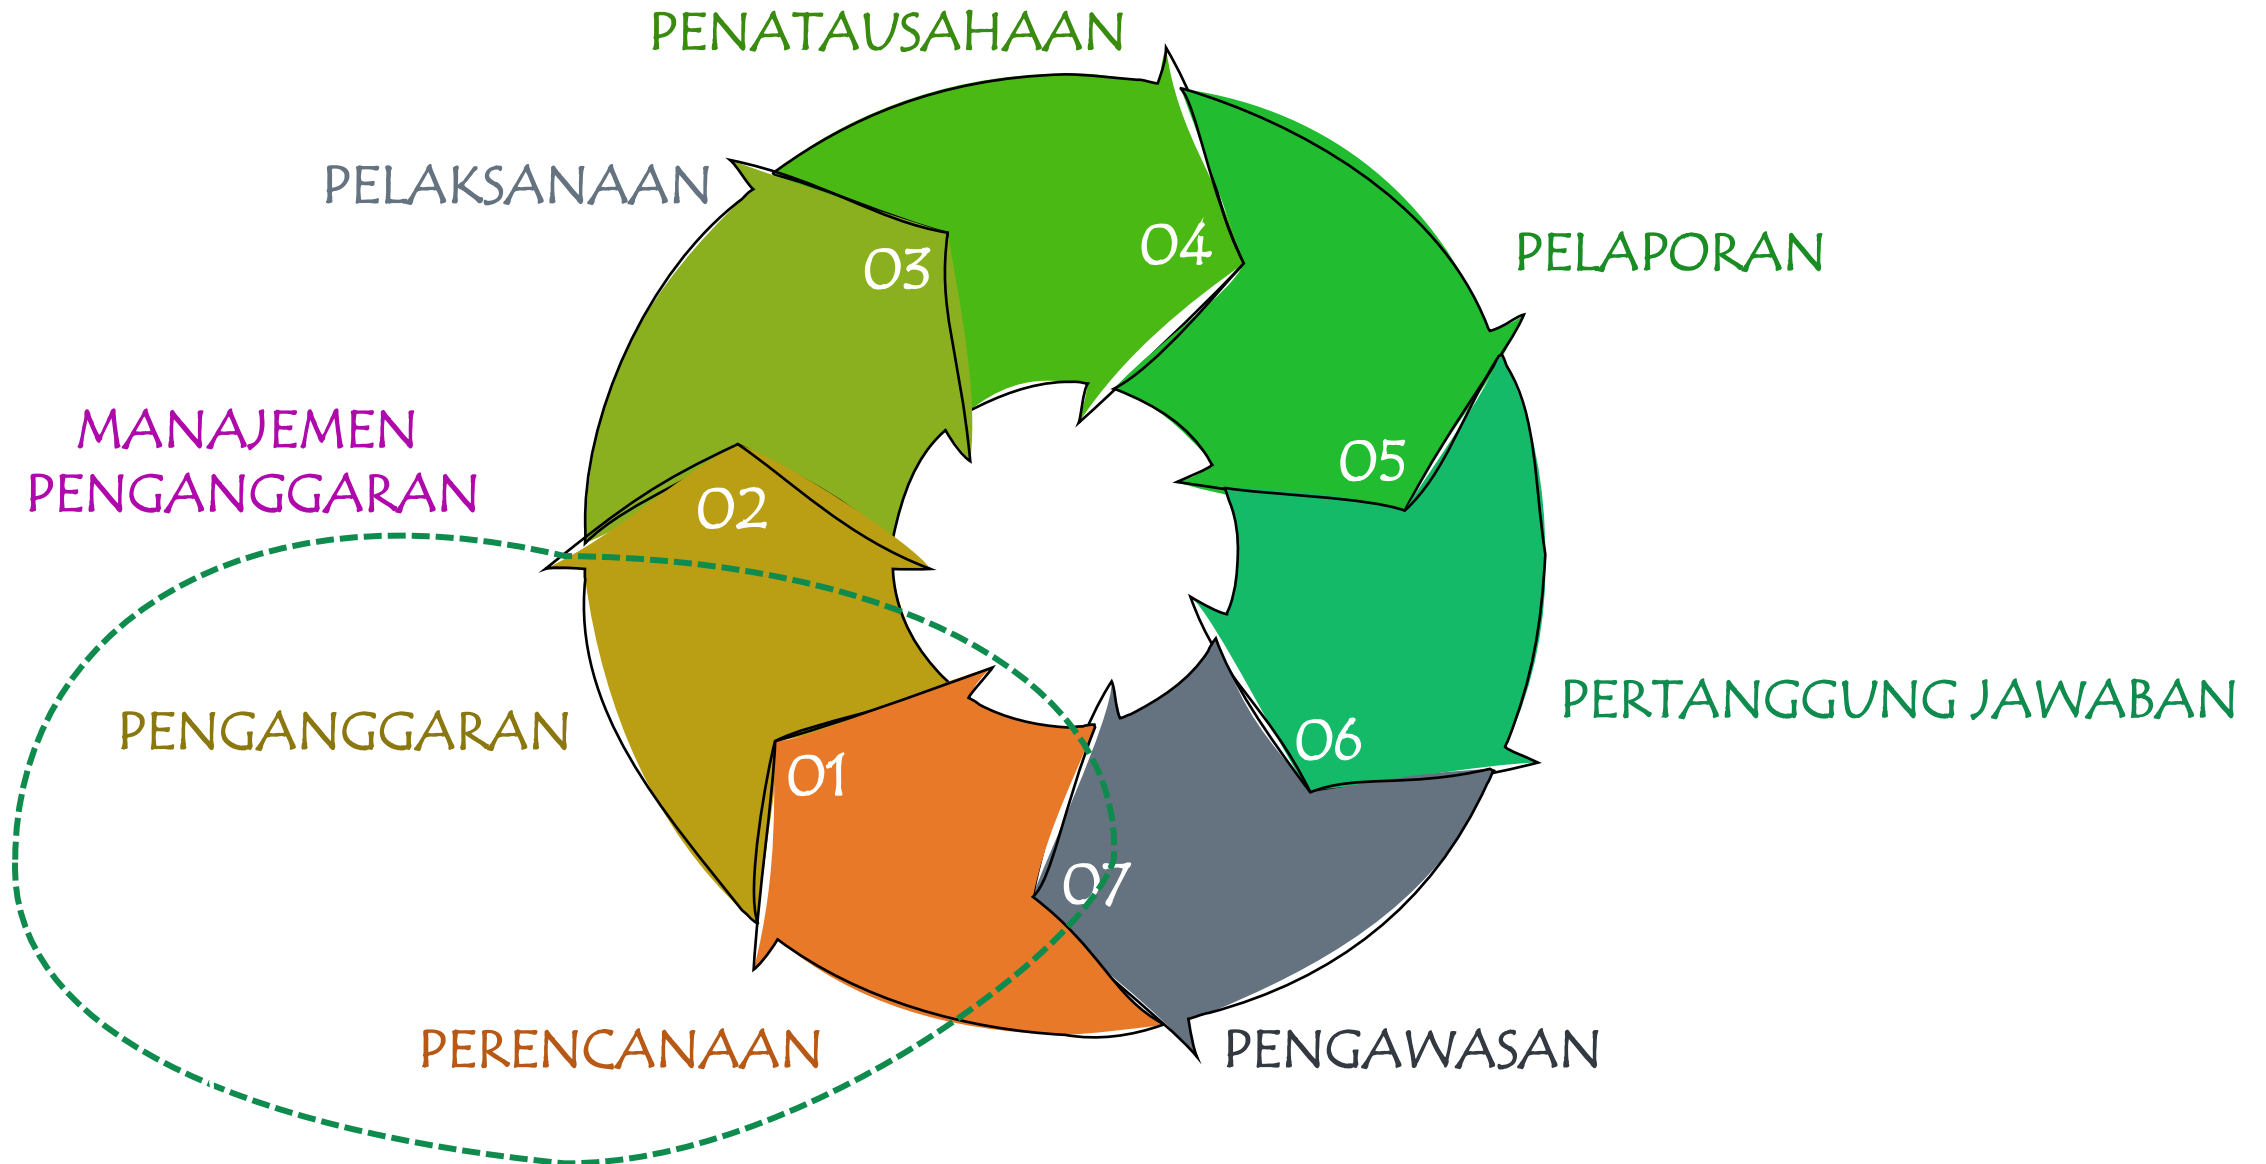 PENATAUSAHAAN
PELAKSANAAN
03
04
PELAPORAN
MANAJEMEN
PENGANGGARAN
02
05
PENGANGGARAN
01
06
PERTANGGUNG JAWABAN
07
PERENCANAAN
PENGAWASAN